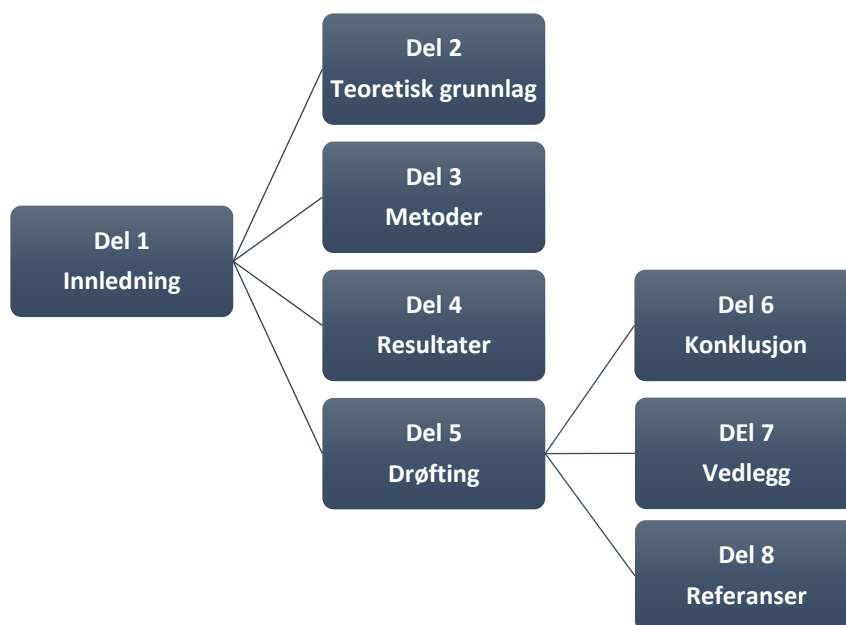 Del 1
Innledning
Del 2
Teoretisk grunnlag
Del 3
Metoder
Del 4
Resultater
Del 5
Drøfting
Del 6
Konklusjon
DEl 7
Vedlegg
Del 8
Referanser